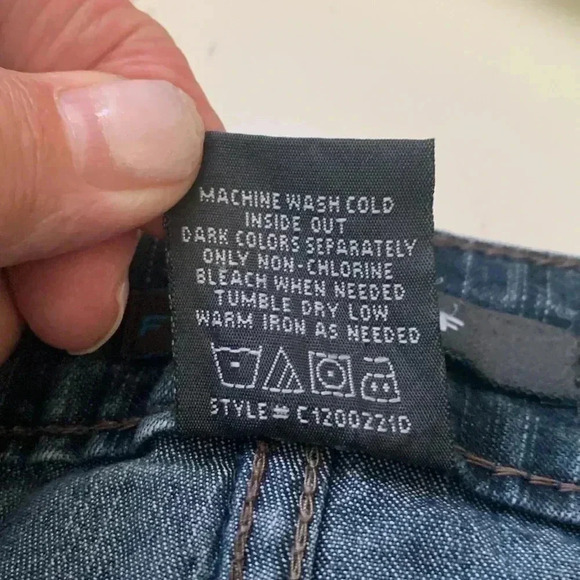 MACHINE WASH COLD
INSIDE OUT
DARK COLORS SEPARATELY
ONLY NON-CHLORINE
BLEACH WHEN NEEDED
TUMBLE DRY LOW
WARM IRON AS NEEDED
STYLE # C1200221D